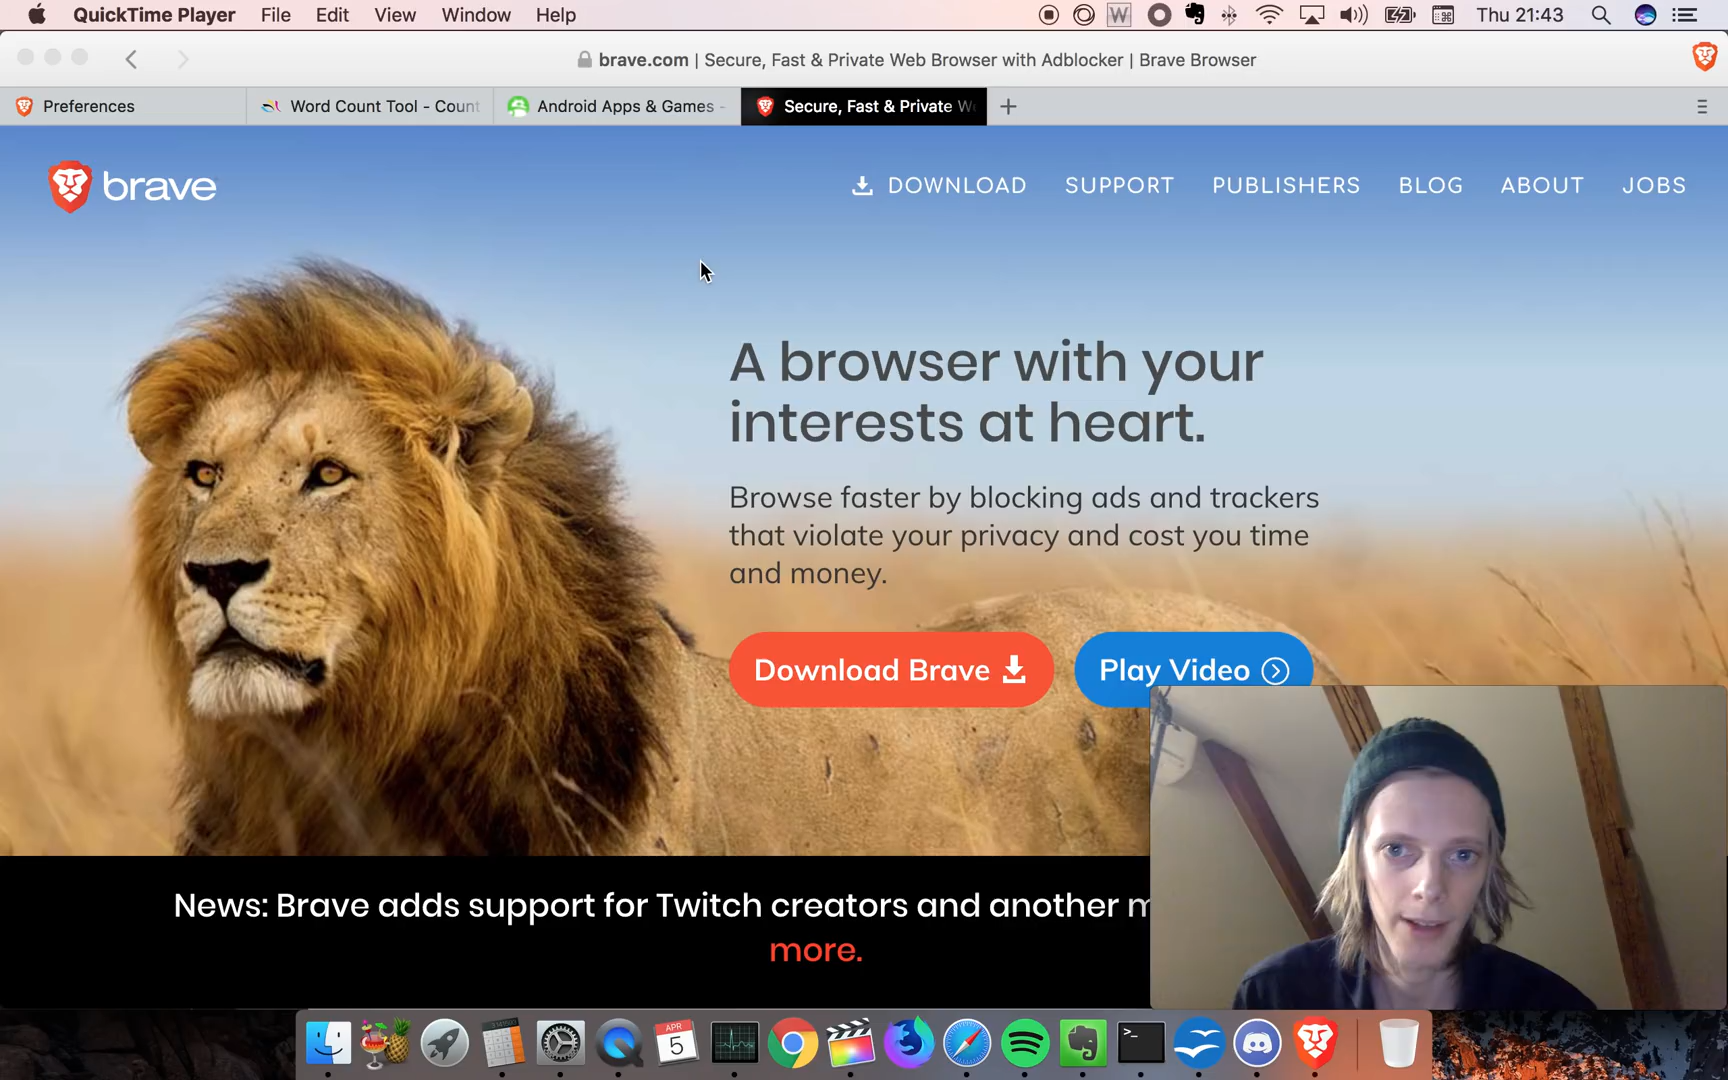 QuickTime Player File Edit View Window Help Thu 21:43
brave.com | Secure, Fast & Private Web Browser with Adblocker | Brave Browser
Preferences Word Count Tool - Count Android Apps & Games - Secure, Fast & Private W
brave DOWNLOAD SUPPORT PUBLISHERS BLOG ABOUT JOBS
A browser with your
interests at heart.
Browse faster by blocking ads and trackers
that violate your privacy and cost you time
and money.
Download Brave Play Video
News: Brave adds support for Twitch creators and another
more.
APR
5